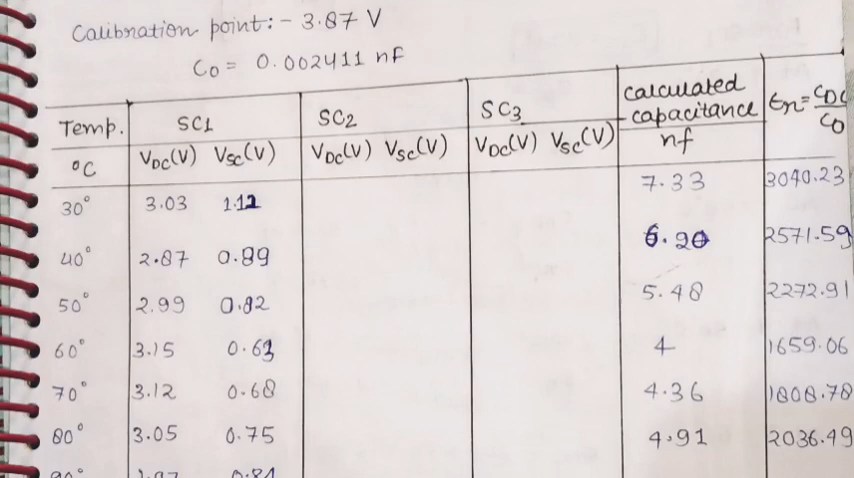 Calibration point:- 3.87 V
C0 = 0.002411 nf
Temp. SC1 SC2 SC3 calculated capacitance εr = CDC/C0
°C VDC(V) VSC(V) VDC(V) VSC(V) VDC(V) VSC(V) nf
30° 3.03 1.12 7.33 3040.23
40° 2.87 0.89 6.20 2571.59
50° 2.99 0.82 5.48 2272.91
60° 3.15 0.63 4 1659.06
70° 3.12 0.68 4.36 1808.78
80° 3.05 0.75 4.91 2036.49